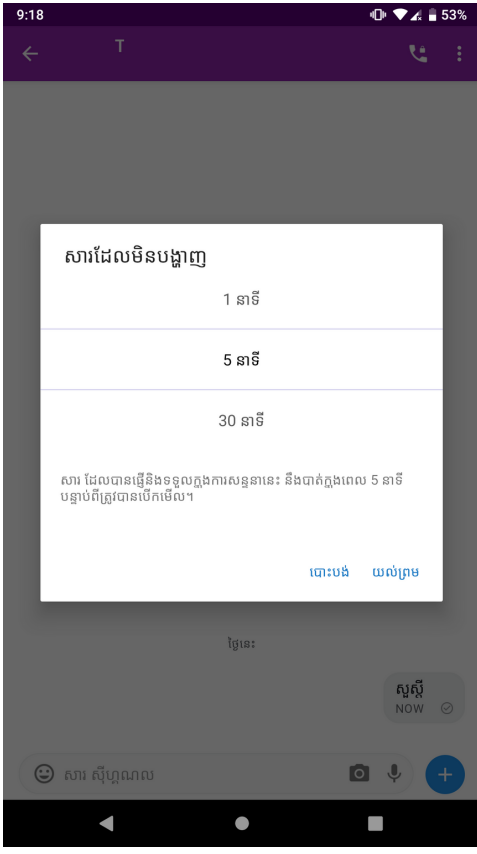 9:18
53%
T
សារដែលមិនបង្ហាញ
1 នាទី
5 នាទី
30 នាទី
សារ ដែលបានផ្ញើនិងទទួលក្នុងការសន្ទនានេះ នឹងបាត់ក្នុងពេល 5 នាទី
បន្ទាប់ពីត្រូវបានបើកមើល។
បោះបង់ យល់ព្រម
ថ្ងៃនេះ
សួស្តី
NOW
សារ ស៊ីហ្គណល